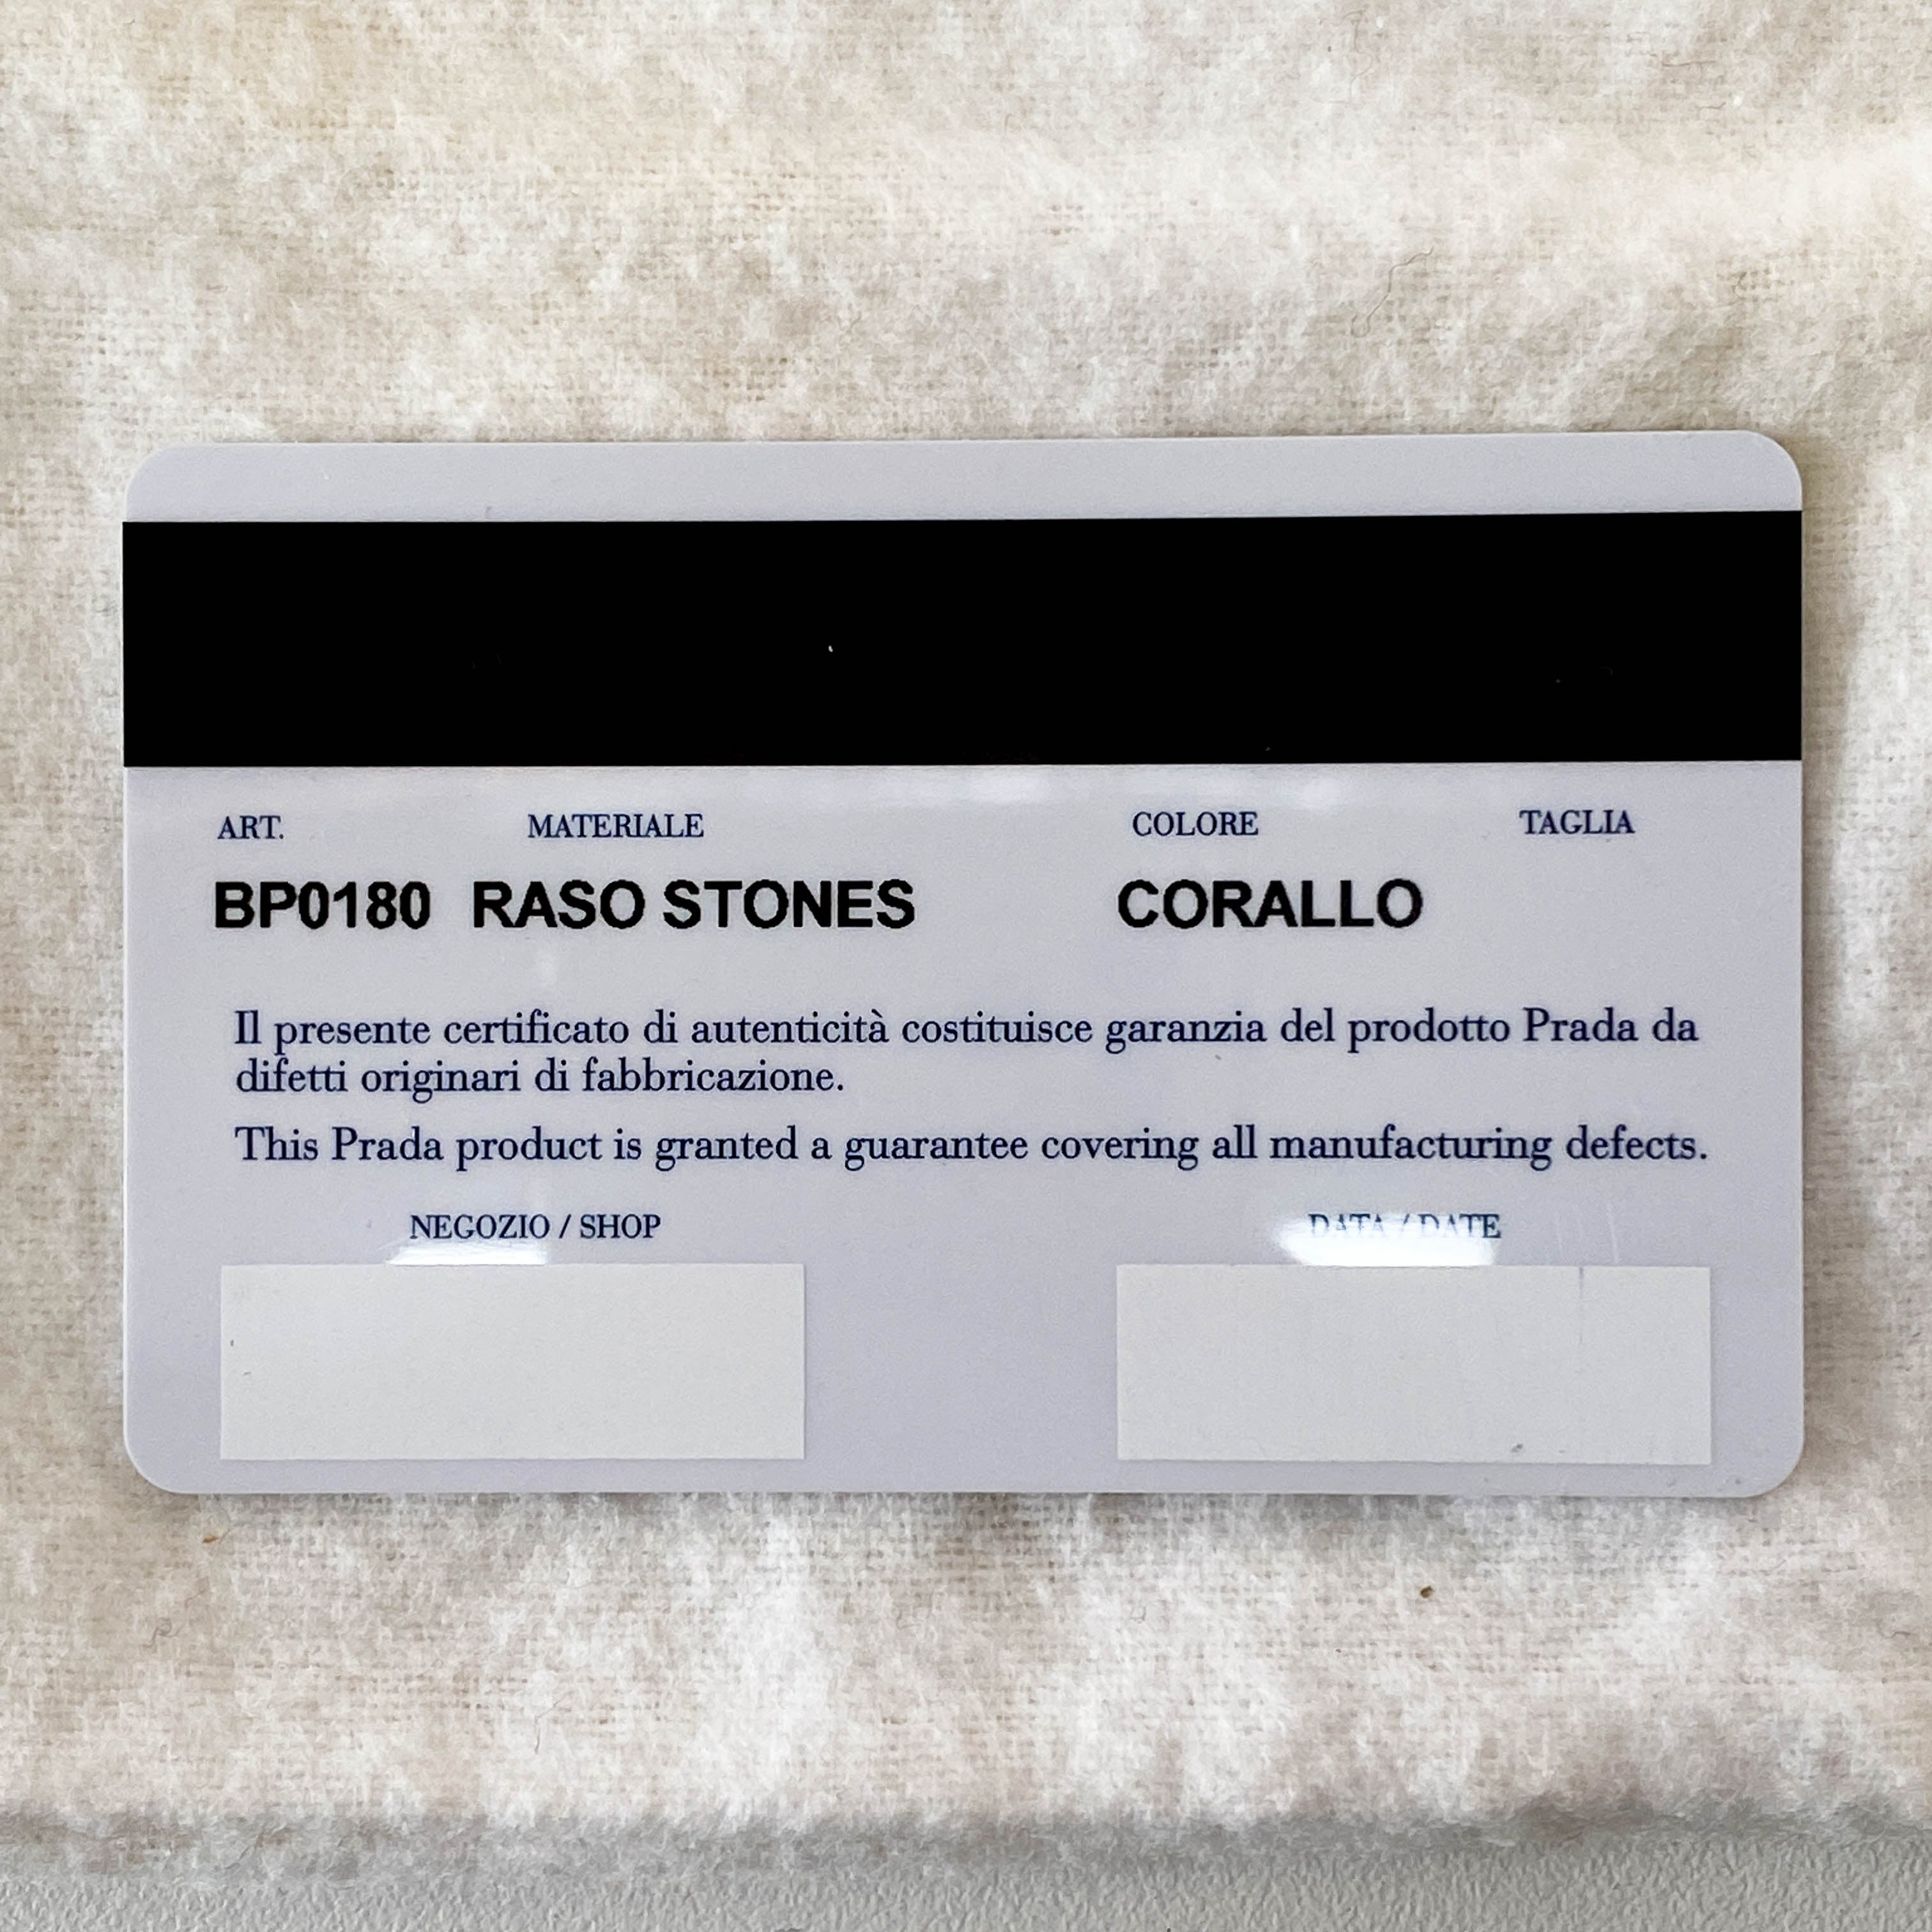 ART. MATERIALE COLORE TAGLIA
BP0180 RASO STONES CORALLO
Il presente certificato di autenticità costituisce garanzia del prodotto Prada da
difetti originari di fabbricazione.
This Prada product is granted a guarantee covering all manufacturing defects.
NEGOZIO / SHOP DATA / DATE